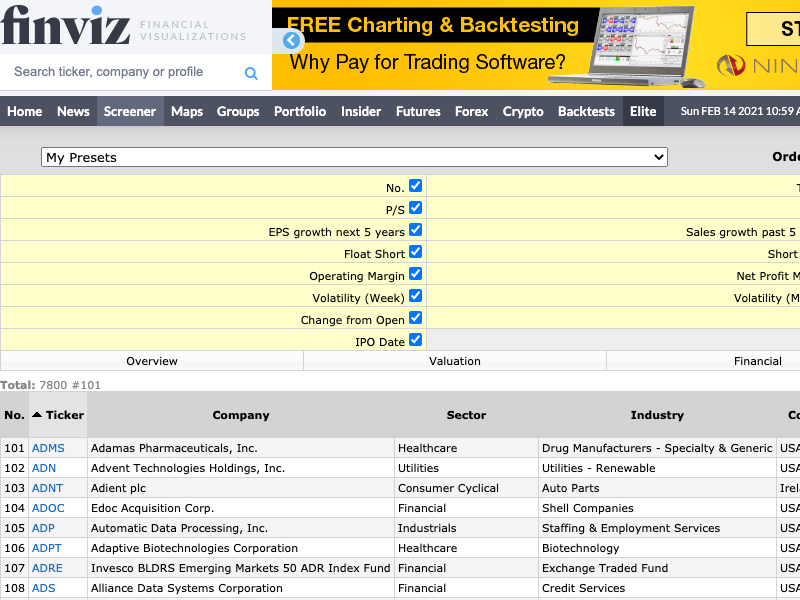 finviz FINANCIAL
VISUALIZATIONS
FREE Charting & Backtesting
Why Pay for Trading Software?
ST
NIN
Search ticker, company or profile
Home News Screener Maps Groups Portfolio Insider Futures Forex Crypto Backtests Elite Sun FEB 14 2021 10:59 A
My Presets Orde
No. T
P/S
EPS growth next 5 years Sales growth past 5
Float Short Short
Operating Margin Net Profit M
Volatility (Week) Volatility (M
Change from Open
IPO Date
Overview Valuation Financial
Total: 7800 #101
No. Ticker Company Sector Industry Co
101 ADMS Adamas Pharmaceuticals, Inc. Healthcare Drug Manufacturers - Specialty & Generic USA
102 ADN Advent Technologies Holdings, Inc. Utilities Utilities - Renewable USA
103 ADNT Adient plc Consumer Cyclical Auto Parts Irel
104 ADOC Edoc Acquisition Corp. Financial Shell Companies USA
105 ADP Automatic Data Processing, Inc. Industrials Staffing & Employment Services USA
106 ADPT Adaptive Biotechnologies Corporation Healthcare Biotechnology USA
107 ADRE Invesco BLDRS Emerging Markets 50 ADR Index Fund Financial Exchange Traded Fund USA
108 ADS Alliance Data Systems Corporation Financial Credit Services USA